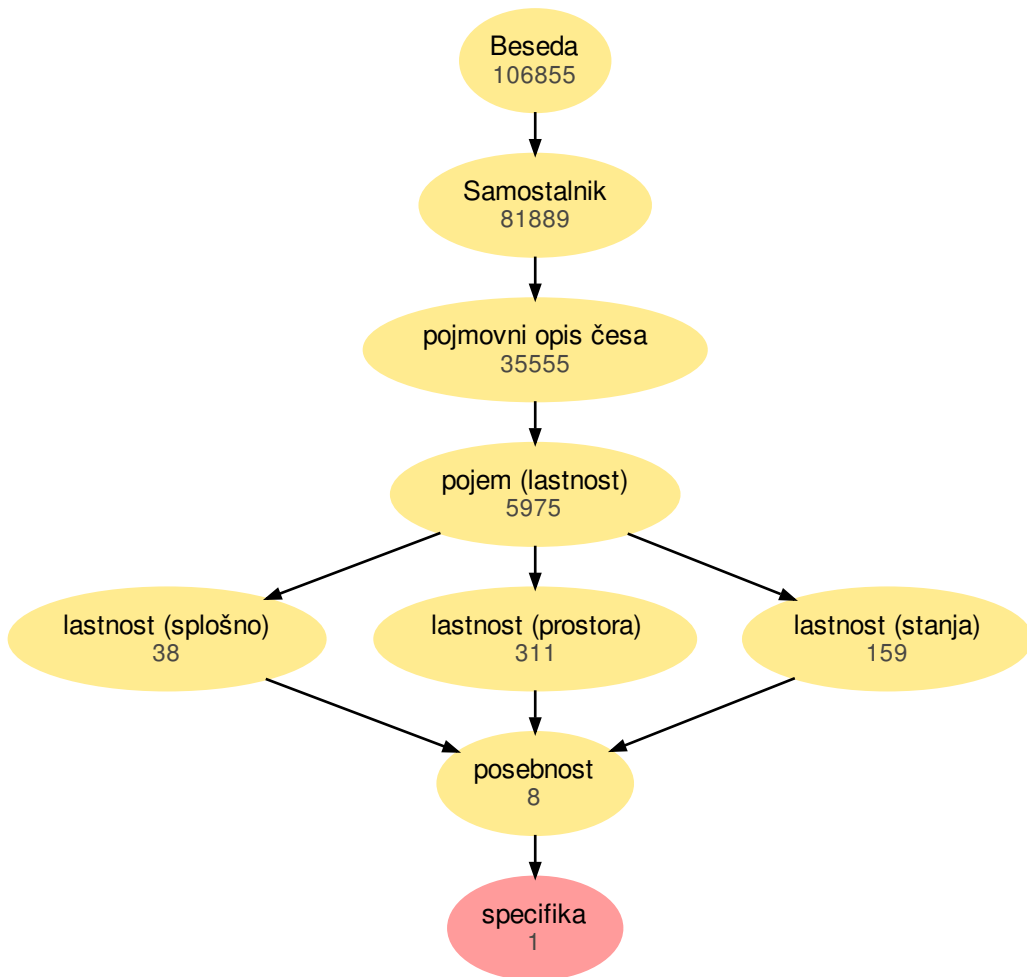 Beseda
106855
Samostalnik
81889
pojmovni opis česa
35555
pojem (lastnost)
5975
lastnost (splošno)
38
lastnost (prostora)
311
lastnost (stanja)
159
posebnost
8
specifika
1